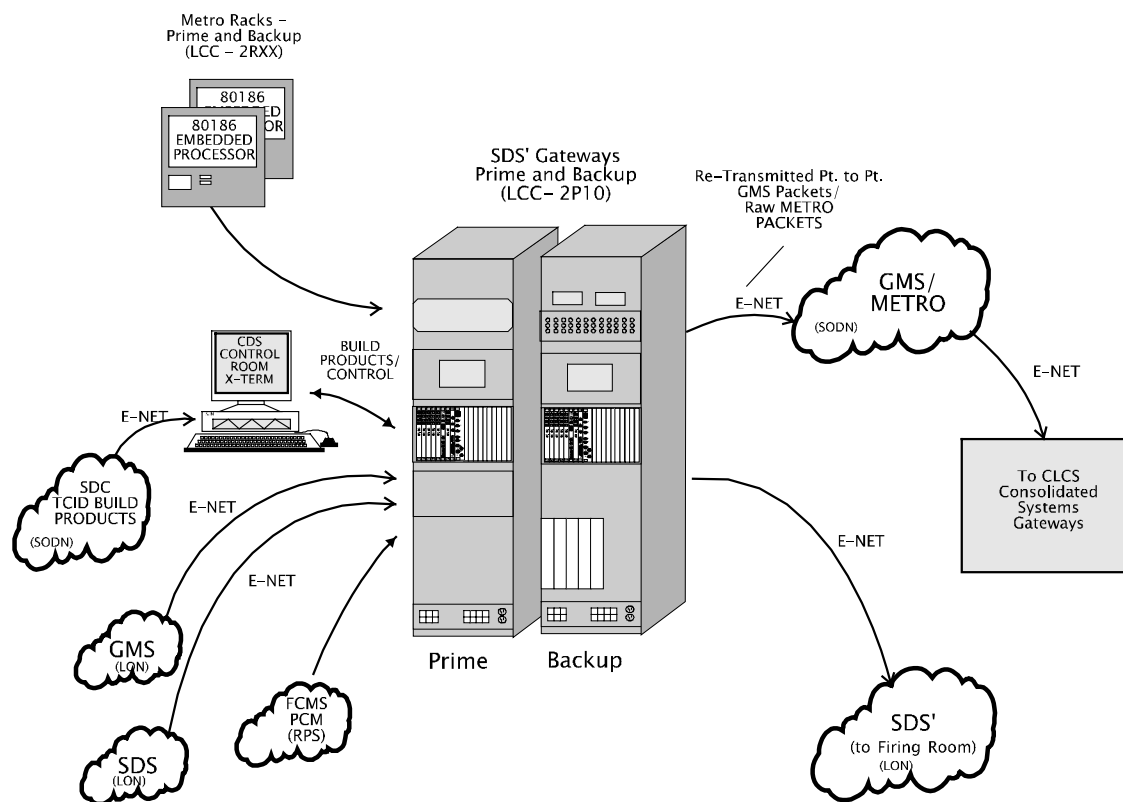 Metro Racks –
Prime and Backup
(LCC – 2RXX)
80186
EMBEDDED
OR
80186
EMBEDDED
PROCESSOR
SDS' Gateways
Prime and Backup
(LCC– 2P10)
Re–Transmitted Pt. to Pt.
GMS Packets/
Raw METRO
PACKETS
E–NET
GMS/
METRO
(SODN)
E–NET
To CLCS
Consolidated
Systems
Gateways
CDS
CONTROL
ROOM
X–TERM
BUILD
PRODUCTS/
CONTROL
E–NET
SDC
TCID BUILD
PRODUCTS
(SODN)
E–NET
E–NET
E–NET
GMS
(LON)
SDS
(LON)
FCMS
PCM
(RPS)
Prime
Backup
SDS'
(to Firing Room)
(LON)